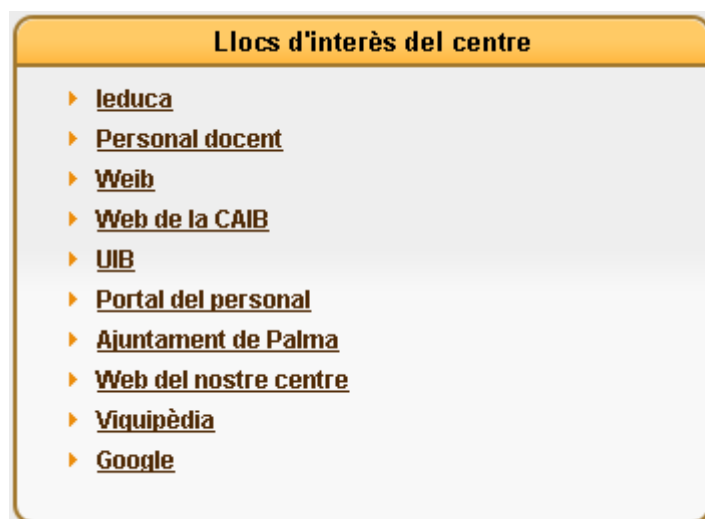 Llocs d'interès del centre
Ieduca
Personal docent
Weib
Web de la CAIB
UIB
Portal del personal
Ajuntament de Palma
Web del nostre centre
Viquipèdia
Google